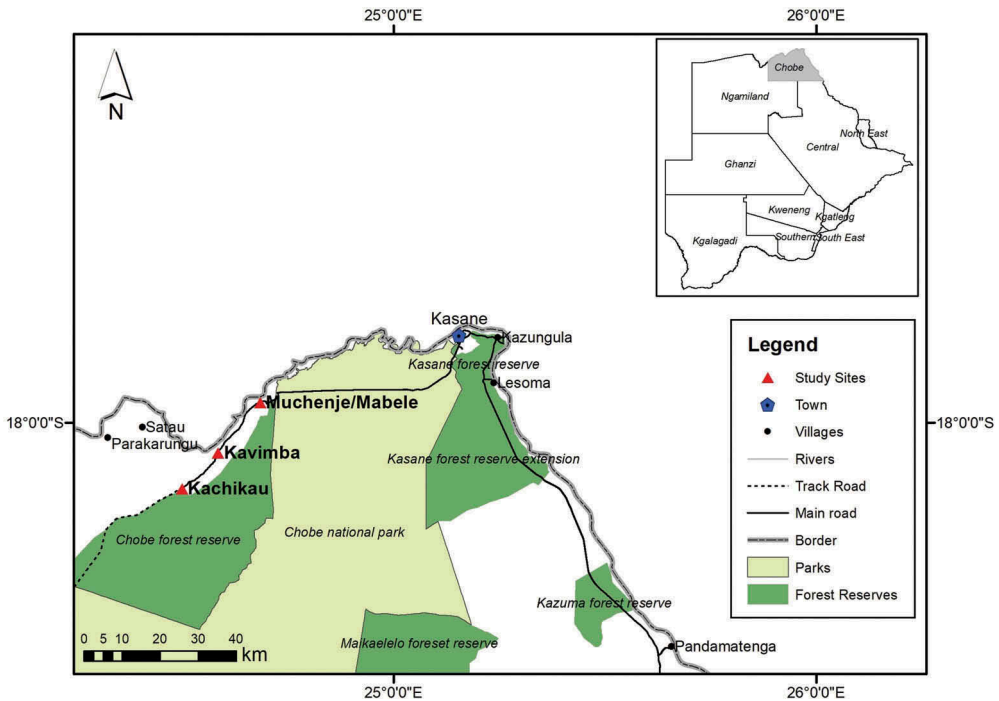 25°0'0"E
26°0'0"E
N
Chobe
Ngamiland
North East
Central
Ghanzi
Kweneng
Kgatleng
Kgalagadi
Southern
South East
Kasane
Kazungula
Kasane forest reserve
Lesoma
Muchenje/Mabele
18°0'0"S
18°0'0"S
Satau
Parakarungu
Kavimba
Kasane forest reserve extension
Kachikau
Chobe forest reserve
Chobe national park
Kazuma forest reserve
Maikaelelo foreset reserve
Pandamatenga
Legend
Study Sites
Town
Villages
Rivers
Track Road
Main road
Border
Parks
Forest Reserves
0 5 10 20 30 40
km
25°0'0"E
26°0'0"E